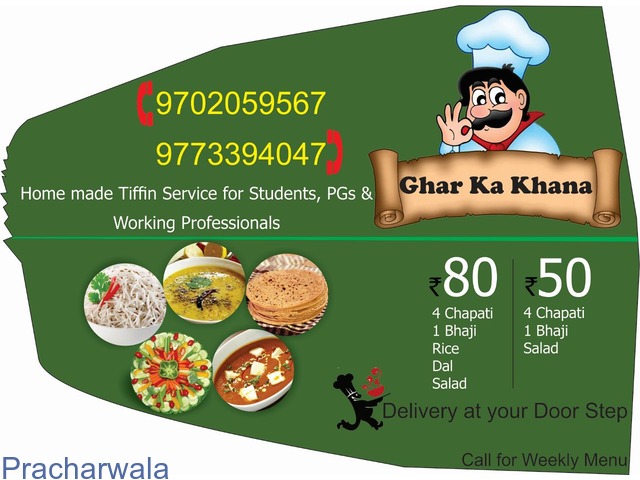 9702059567
9773394047
Home made Tiffin Service for Students, PGs &
Working Professionals
Ghar Ka Khana
₹80
4 Chapati
1 Bhaji
Rice
Dal
Salad
₹50
4 Chapati
1 Bhaji
Salad
Delivery at your Door Step
Call for Weekly Menu
Pracharwala